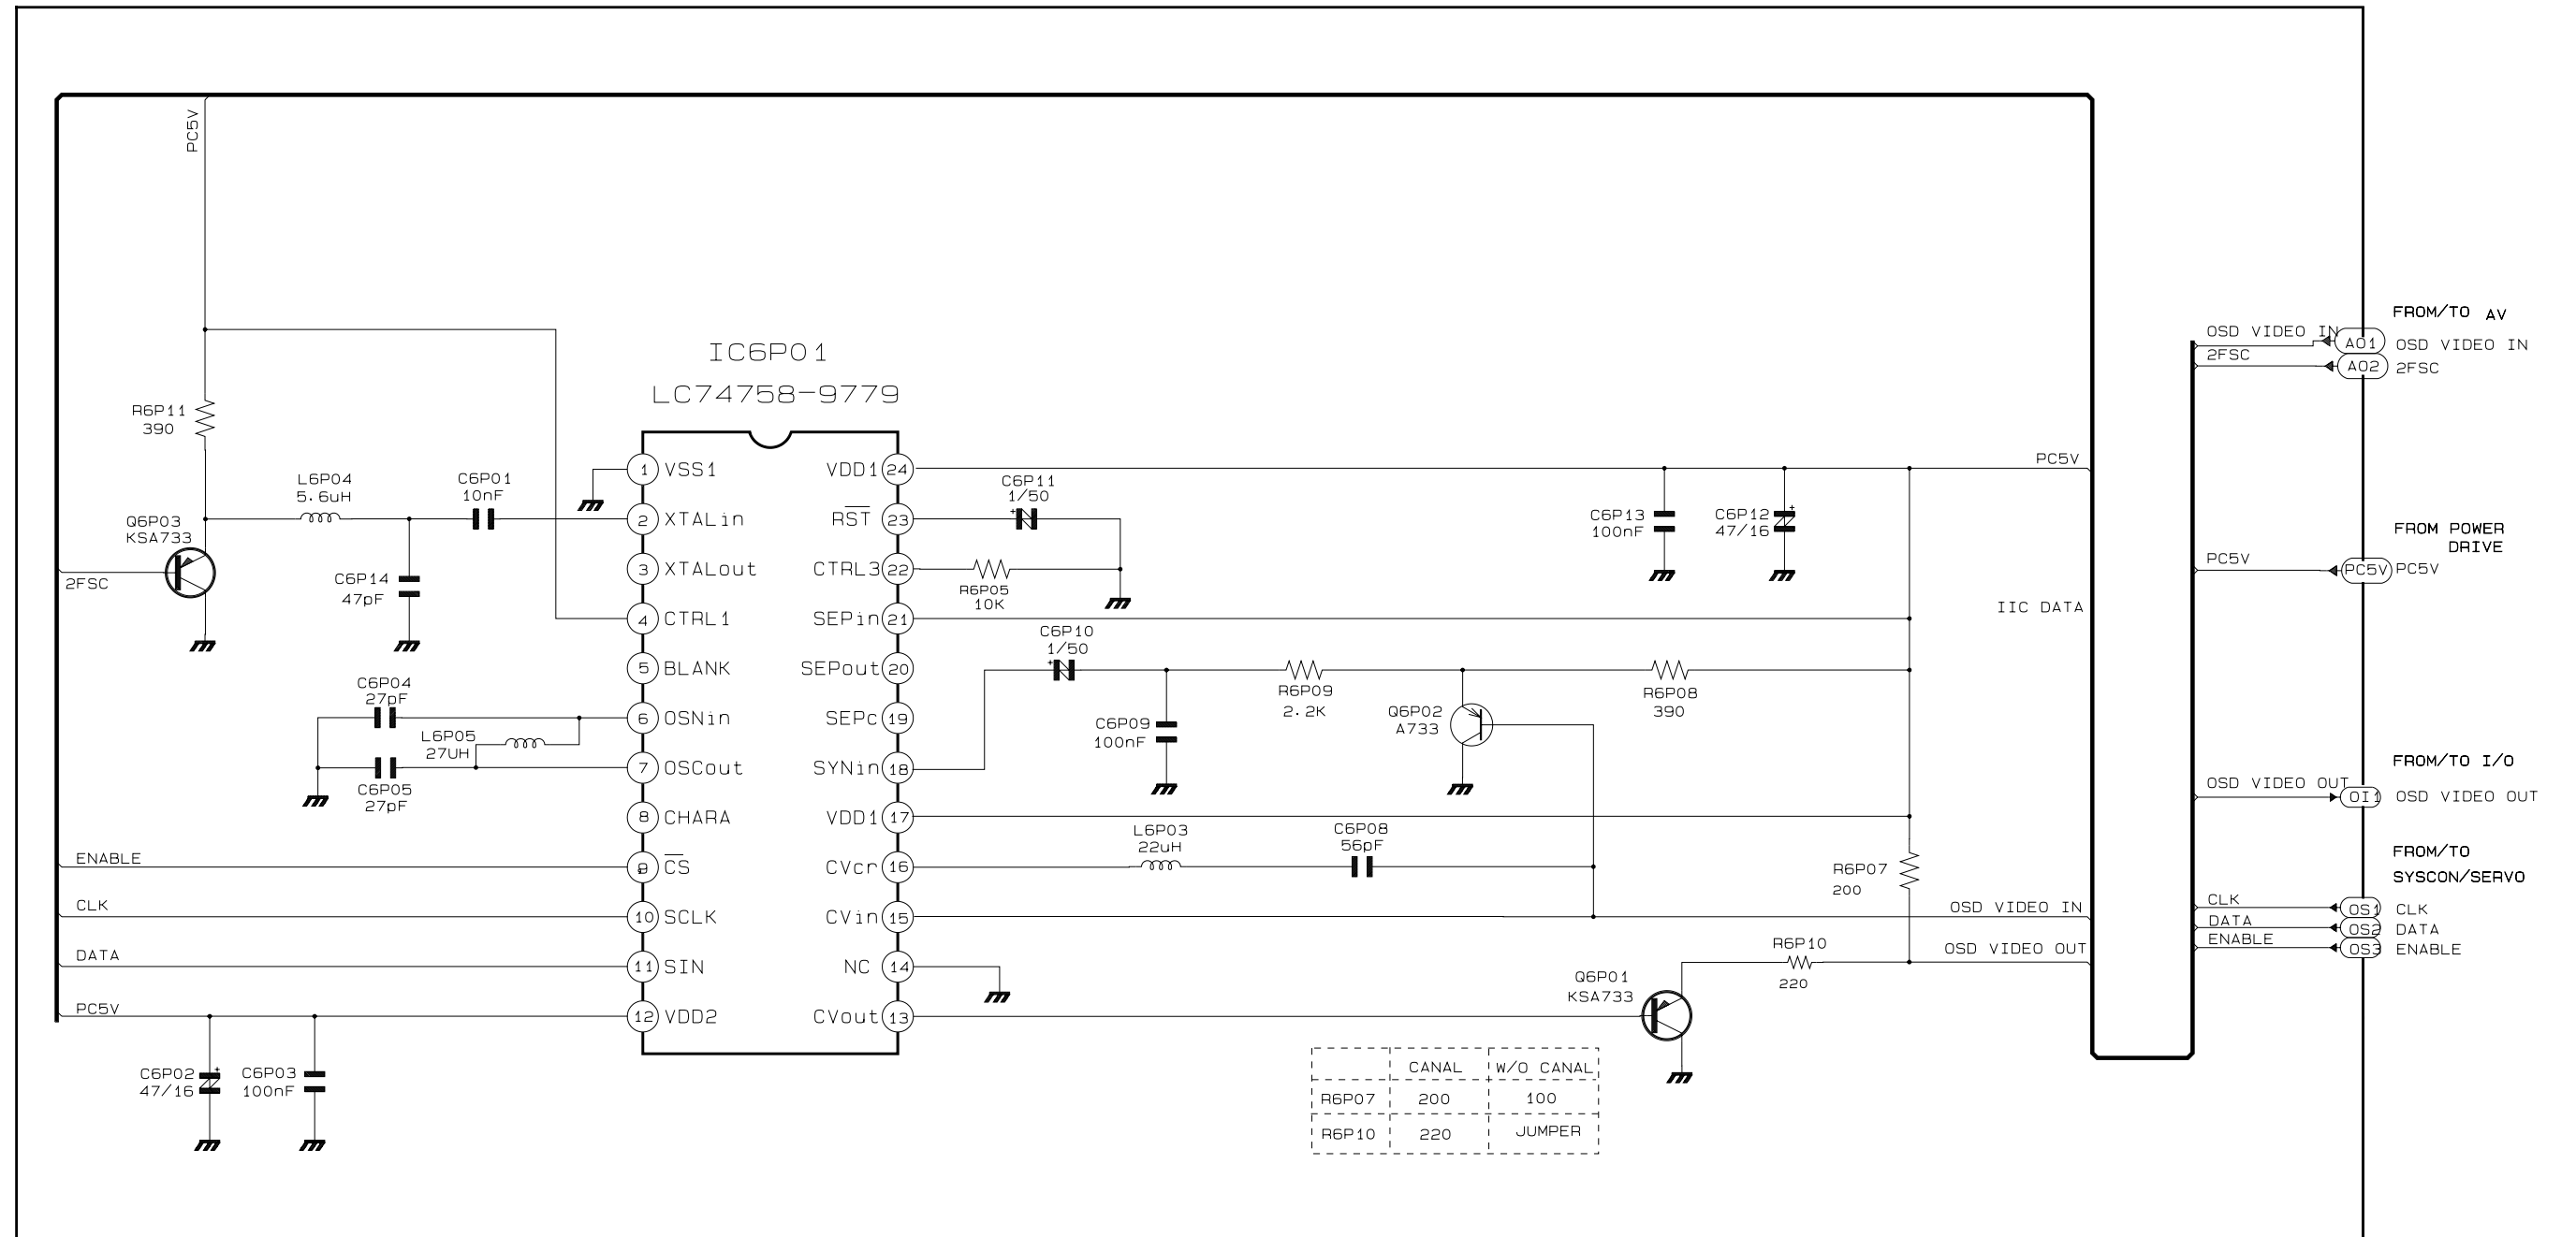 PC5V
IC6P01
LC74758-9779
R6P11
390
L6P04
5.6uH
C6P01
10nF
Q6P03
KSA733
2FSC
C6P14
47pF
C6P04
27pF
L6P05
27UH
C6P05
27pF
ENABLE
CLK
DATA
PC5V
C6P02
47/16
C6P03
100nF
1 VSS1
2 XTALin
3 XTALout
4 CTRL1
5 BLANK
6 OSNin
7 OSCout
8 CHARA
9 CS
10 SCLK
11 SIN
12 VDD2
VDD1 24
RST 23
CTRL3 22
SEPin 21
SEPout 20
SEPc 19
SYNin 18
VDD1 17
CVcr 16
CVin 15
NC 14
CVout 13
C6P11
+ 1/50
R6P05
10K
C6P10
+ 1/50
C6P09
100nF
R6P09
2.2K
Q6P02
A733
R6P08
390
C6P13
100nF
C6P12
47/16
PC5V
IIC DATA
L6P03
22uH
C6P08
56pF
R6P07
200
OSD VIDEO IN
OSD VIDEO OUT
R6P10
220
Q6P01
KSA733
CANAL W/O CANAL
R6P07 200 100
R6P10 220 JUMPER
FROM/TO AV
OSD VIDEO IN A01 OSD VIDEO IN
2FSC A02 2FSC
FROM POWER
DRIVE
PC5V PC5V PC5V
FROM/TO I/O
OSD VIDEO OUT OI1 OSD VIDEO OUT
FROM/TO
SYSCON/SERVO
CLK OS1 CLK
DATA OS2 DATA
ENABLE OS3 ENABLE